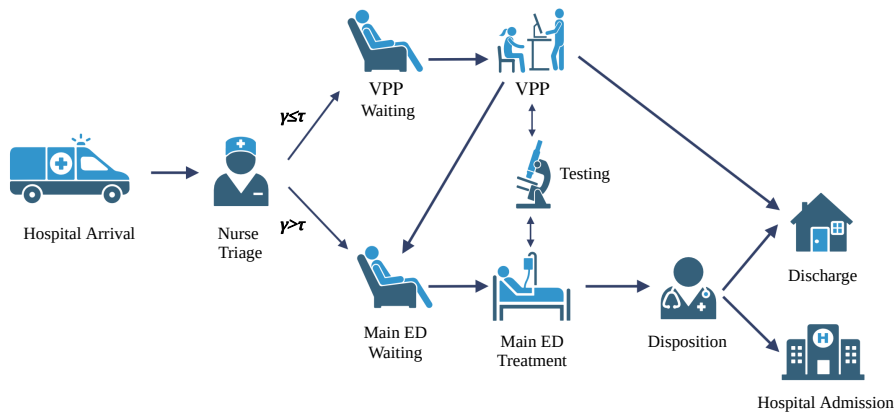 VPP
Waiting
VPP
γ≤τ
Testing
Hospital Arrival
Nurse
Triage
γ>τ
Discharge
Main ED
Waiting
Main ED
Treatment
Disposition
H
Hospital Admission